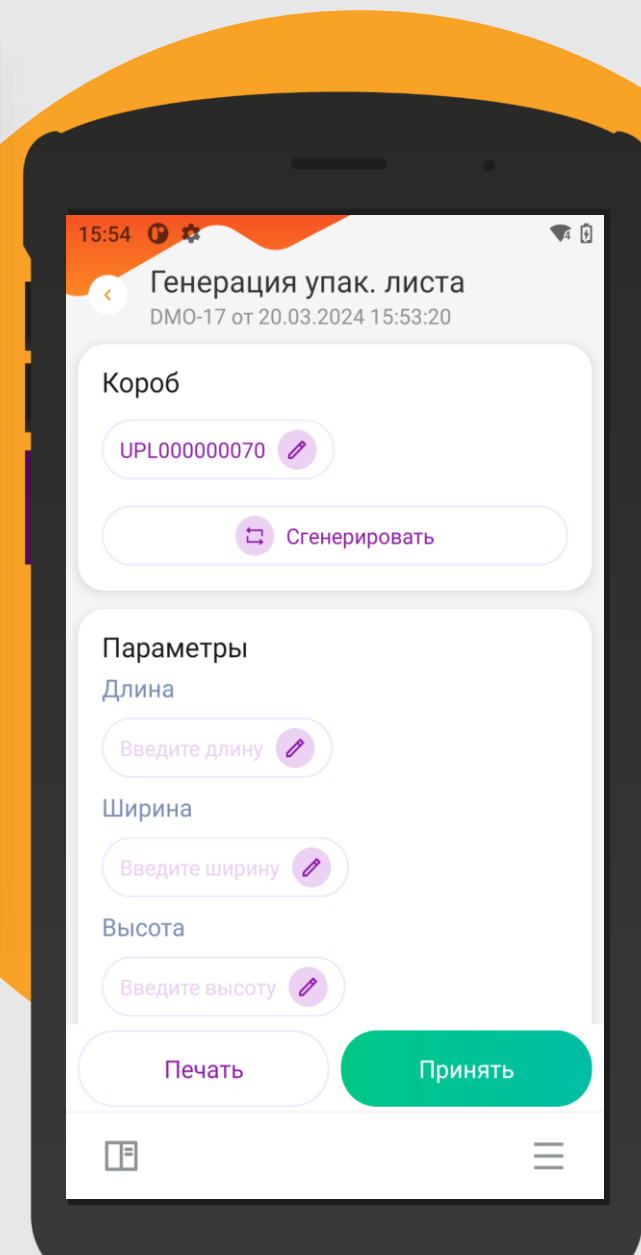 15:54
Генерация упак. листа
DMO-17 от 20.03.2024 15:53:20
Короб
UPL000000070
Сгенерировать
Параметры
Длина
Введите длину
Ширина
Введите ширину
Высота
Введите высоту
Печать
Принять